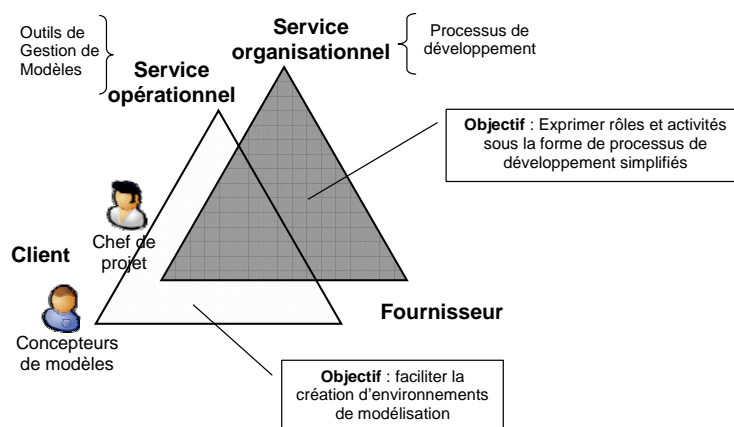 Outils de
Gestion de
Modèles
Service
opérationnel
Service
organisationnel
Processus de
développement
Objectif : Exprimer rôles et activités
sous la forme de processus de
développement simplifiés
Chef de
projet
Client
Concepteurs
de modèles
Fournisseur
Objectif : faciliter la
création d'environnements
de modélisation